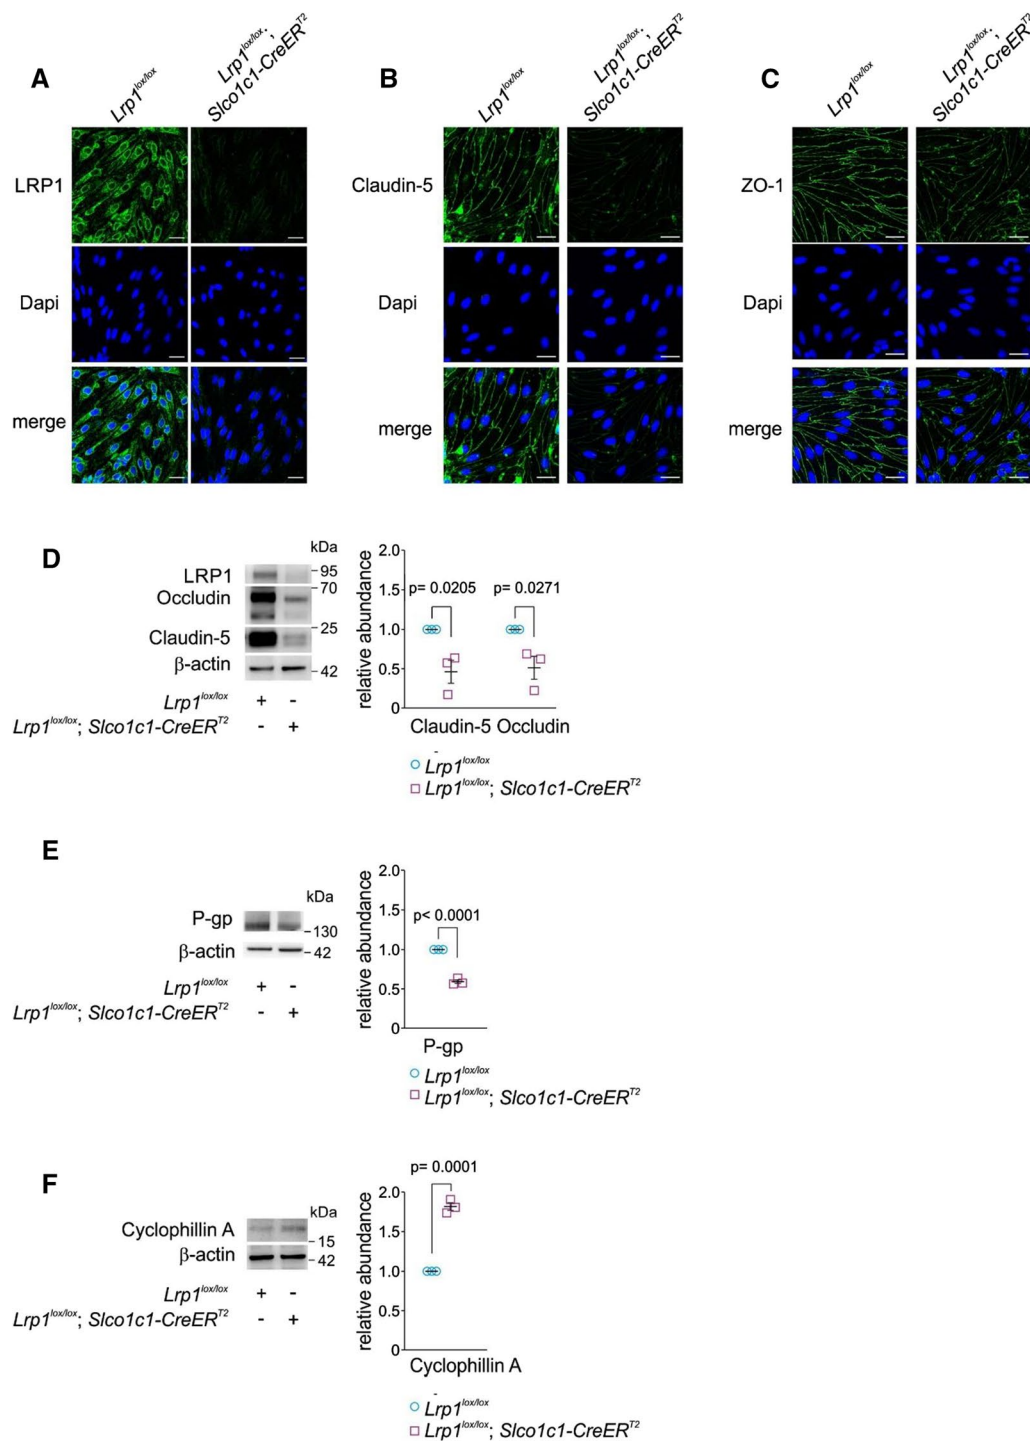 A
Lrp1lox/lox
Lrp1lox/lox;
Slco1c1-CreERT2
LRP1
Dapi
merge
B
Lrp1lox/lox
Lrp1lox/lox;
Slco1c1-CreERT2
Claudin-5
Dapi
merge
C
Lrp1lox/lox
Lrp1lox/lox;
Slco1c1-CreERT2
ZO-1
Dapi
merge
D
kDa
LRP1
95
70
Occludin
25
Claudin-5
β-actin
42
Lrp1lox/lox + -
Lrp1lox/lox; Slco1c1-CreERT2 - +
relative abundance
2.0
1.5
1.0
0.5
0
p= 0.0205 p= 0.0271
Claudin-5 Occludin
Lrp1lox/lox
Lrp1lox/lox; Slco1c1-CreERT2
E
kDa
P-gp
130
β-actin
42
Lrp1lox/lox + -
Lrp1lox/lox; Slco1c1-CreERT2 - +
relative abundance
2.0
1.5
1.0
0.5
0
p< 0.0001
P-gp
Lrp1lox/lox
Lrp1lox/lox; Slco1c1-CreERT2
F
kDa
Cyclophillin A
15
β-actin
42
Lrp1lox/lox + -
Lrp1lox/lox; Slco1c1-CreERT2 - +
p= 0.0001
relative abundance
2.0
1.5
1.0
0.5
0
Cyclophillin A
Lrp1lox/lox
Lrp1lox/lox; Slco1c1-CreERT2